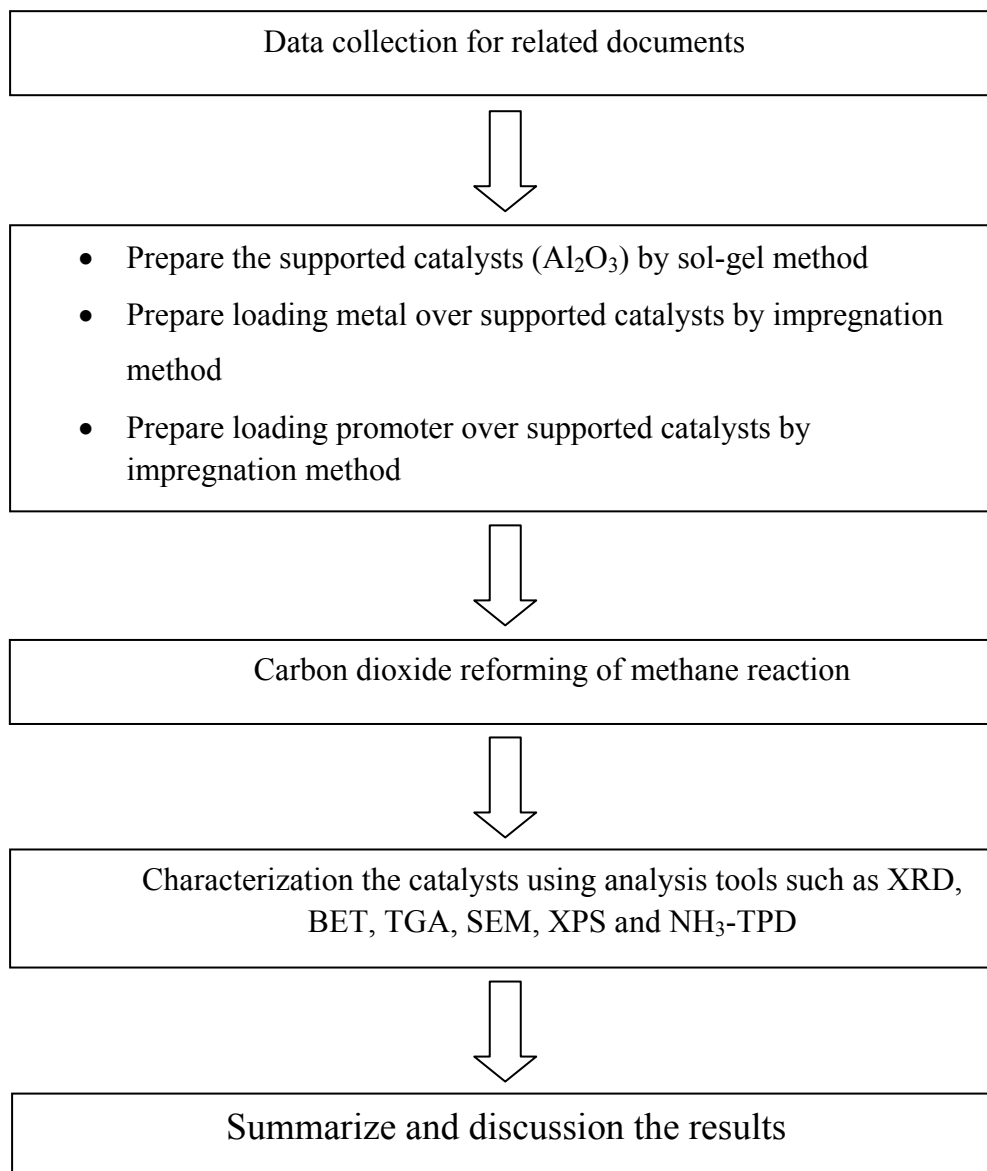 Data collection for related documents
• Prepare the supported catalysts (Al₂O₃) by sol-gel method
• Prepare loading metal over supported catalysts by impregnation
method
• Prepare loading promoter over supported catalysts by
impregnation method
Carbon dioxide reforming of methane reaction
Characterization the catalysts using analysis tools such as XRD,
BET, TGA, SEM, XPS and NH₃-TPD
Summarize and discussion the results